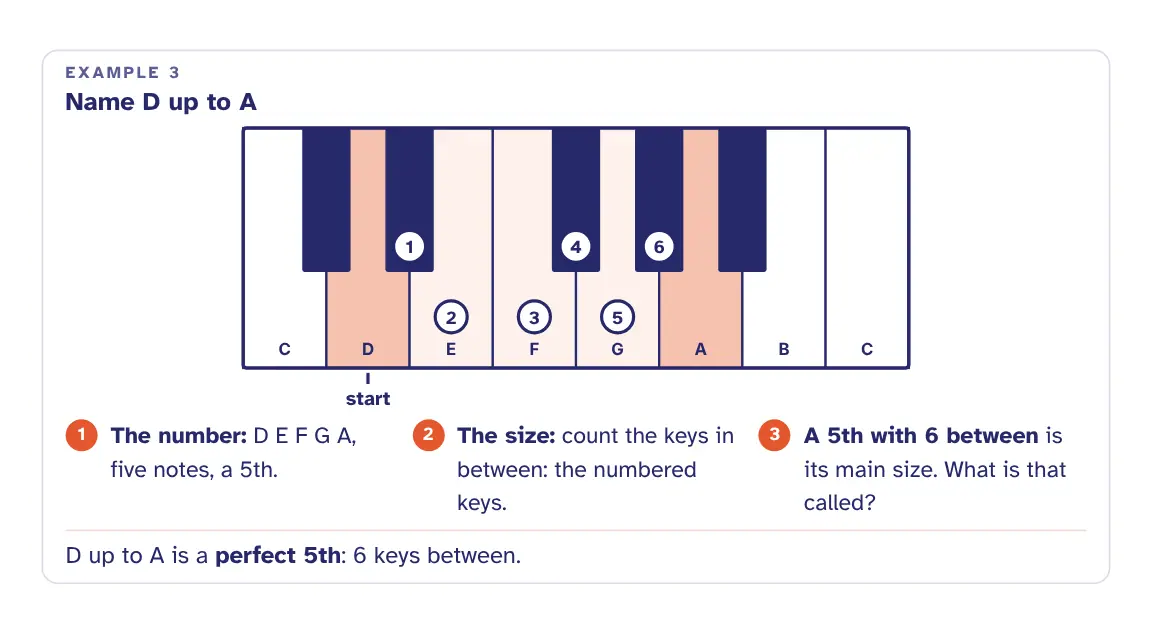 EXAMPLE 3
Name D up to A
1 4 6
2 3 5
C D E F G A B C
start
1 The number: D E F G A,
five notes, a 5th.
2 The size: count the keys in
between: the numbered
keys.
3 A 5th with 6 between is
its main size. What is that
called?
D up to A is a perfect 5th: 6 keys between.